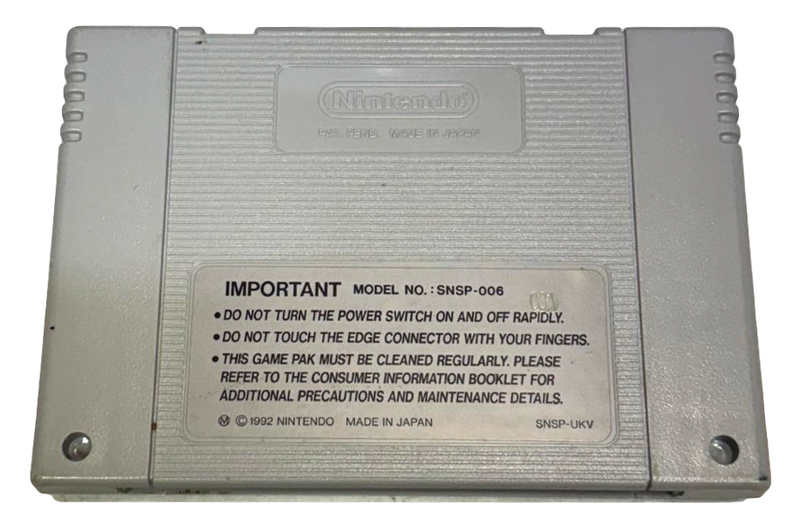 Nintendo
PAT. PEND. MADE IN JAPAN
IMPORTANT MODEL NO. : SNSP-006
• DO NOT TURN THE POWER SWITCH ON AND OFF RAPIDLY.
• DO NOT TOUCH THE EDGE CONNECTOR WITH YOUR FINGERS.
• THIS GAME PAK MUST BE CLEANED REGULARLY. PLEASE
REFER TO THE CONSUMER INFORMATION BOOKLET FOR
ADDITIONAL PRECAUTIONS AND MAINTENANCE DETAILS.
Ⓜ © 1992 NINTENDO MADE IN JAPAN SNSP-UKV